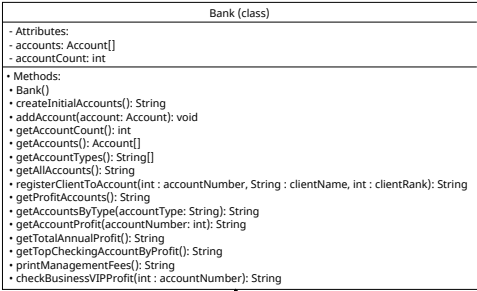 Bank (class)
- Attributes:
- accounts: Account[]
- accountCount: int
• Methods:
• Bank()
• createInitialAccounts(): String
• addAccount(account: Account): void
• getAccountCount(): int
• getAccounts(): Account[]
• getAccountTypes(): String[]
• getAllAccounts(): String
• registerClientToAccount(int : accountNumber, String : clientName, int : clientRank): String
• getProfitAccounts(): String
• getAccountsByType(accountType: String): String
• getAccountProfit(accountNumber: int): String
• getTotalAnnualProfit(): String
• getTopCheckingAccountByProfit(): String
• printManagementFees(): String
• checkBusinessVIPProfit(int : accountNumber): String